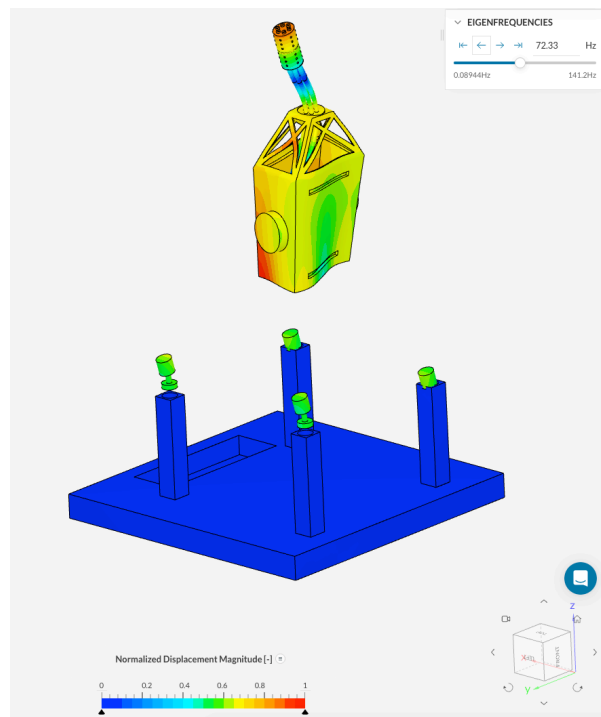 EIGENFREQUENCIES
72.33 Hz
0.08944Hz 141.2Hz
Z
y
Normalized Displacement Magnitude [-]
0 0.2 0.4 0.6 0.8 1